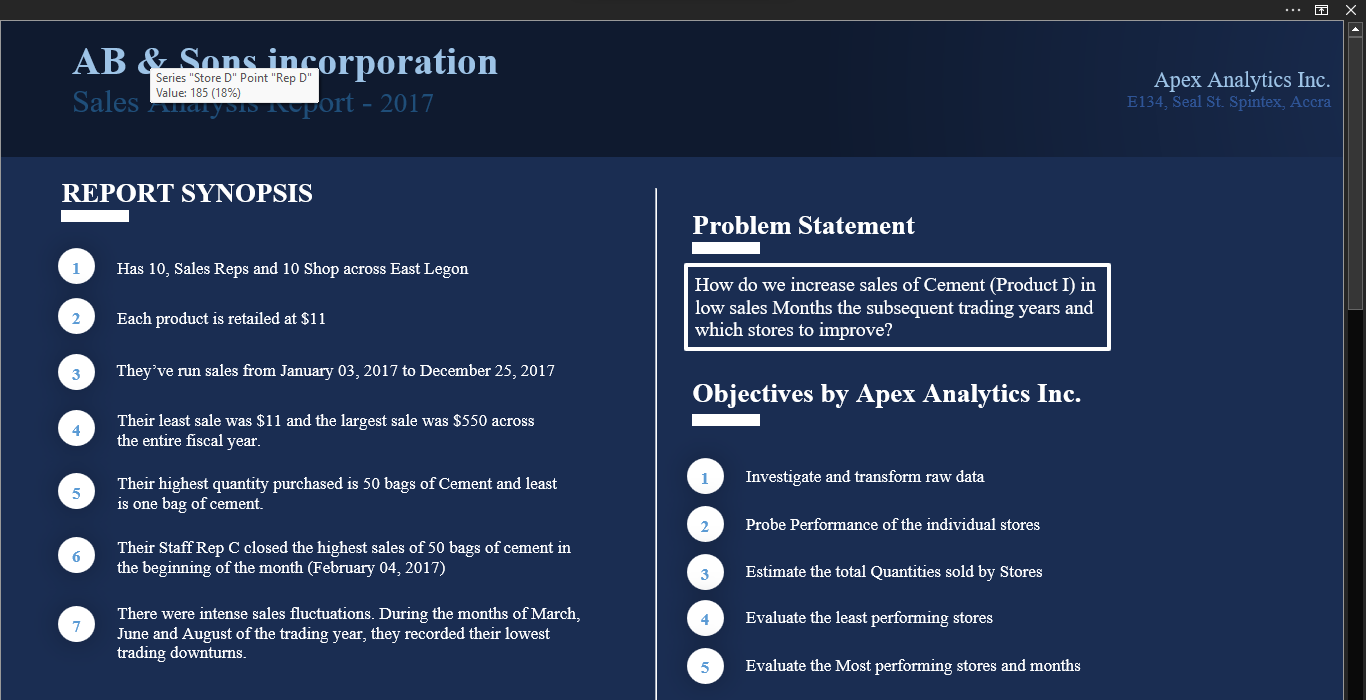 AB & Sons incorporation
Series "Store D" Point "Rep D"
Value: 185 (18%)
Sales Analysis Report - 2017
Apex Analytics Inc.
E134, Seal St. Spintex, Accra
REPORT SYNOPSIS
1 Has 10, Sales Reps and 10 Shop across East Legon
2 Each product is retailed at $11
3 They’ve run sales from January 03, 2017 to December 25, 2017
4 Their least sale was $11 and the largest sale was $550 across
the entire fiscal year.
5 Their highest quantity purchased is 50 bags of Cement and least
is one bag of cement.
6 Their Staff Rep C closed the highest sales of 50 bags of cement in
the beginning of the month (February 04, 2017)
7 There were intense sales fluctuations. During the months of March,
June and August of the trading year, they recorded their lowest
trading downturns.
Problem Statement
How do we increase sales of Cement (Product I) in
low sales Months the subsequent trading years and
which stores to improve?
Objectives by Apex Analytics Inc.
1 Investigate and transform raw data
2 Probe Performance of the individual stores
3 Estimate the total Quantities sold by Stores
4 Evaluate the least performing stores
5 Evaluate the Most performing stores and months